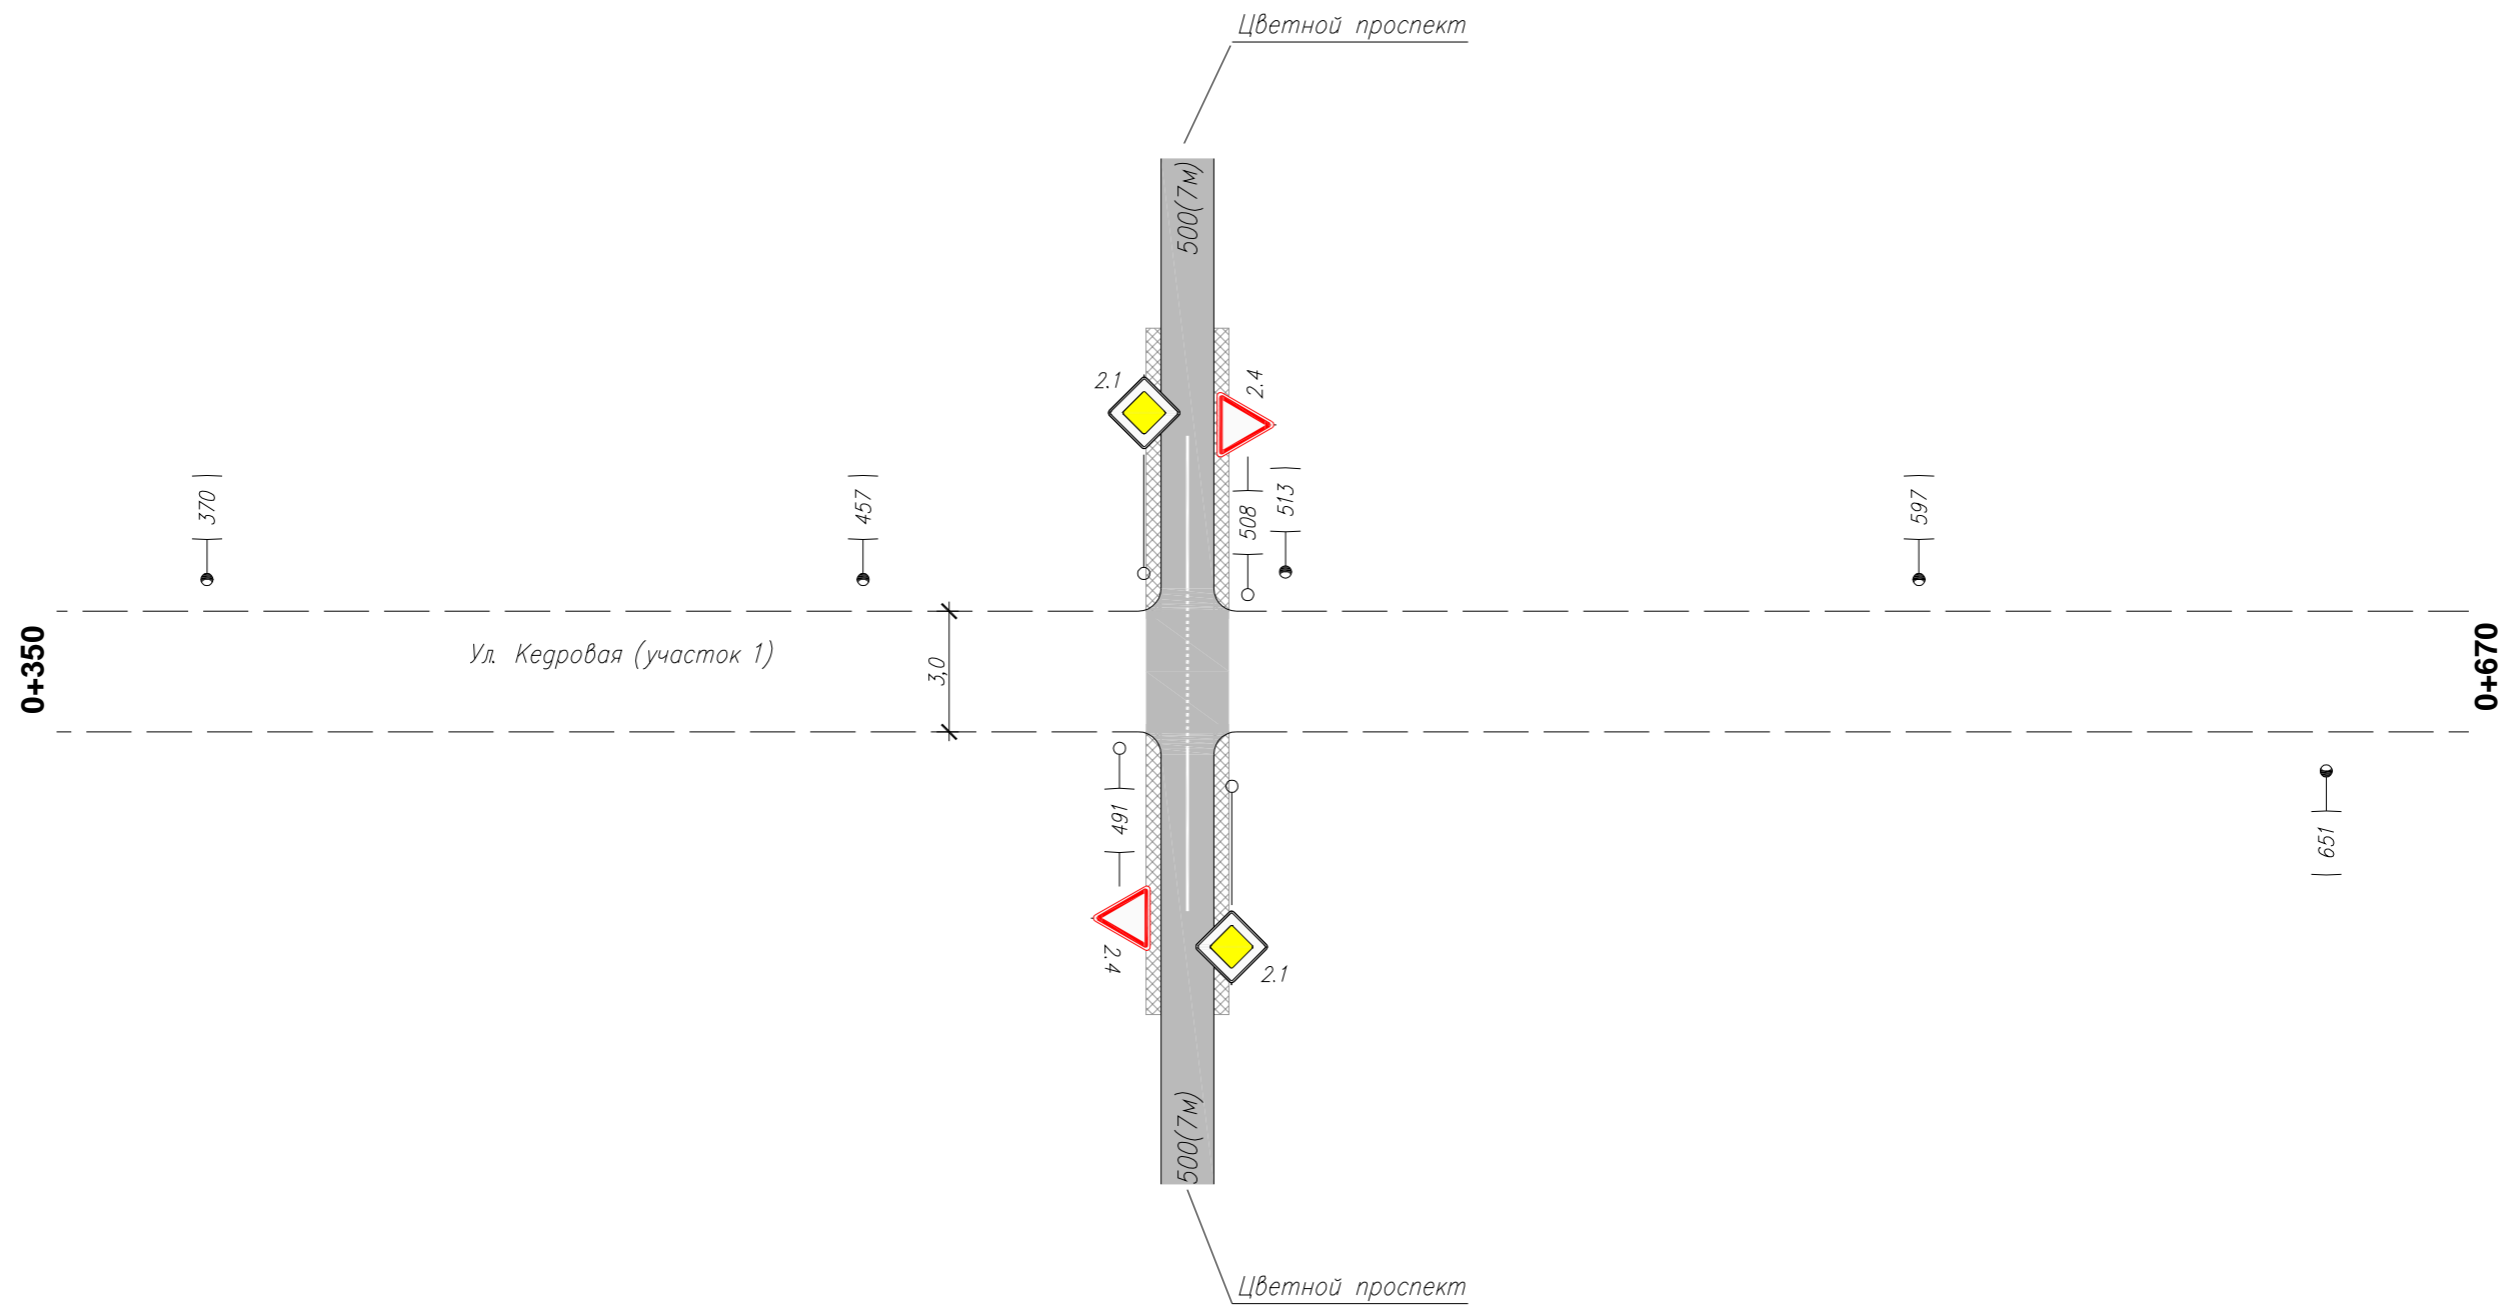 Цветной проспект
500(7м)
2.1
2.4
370
457
508
513
597
0+350
Ул. Кедровая (участок 1)
3,0
0+670
491
651
2.4
2.1
500(7м)
Цветной проспект